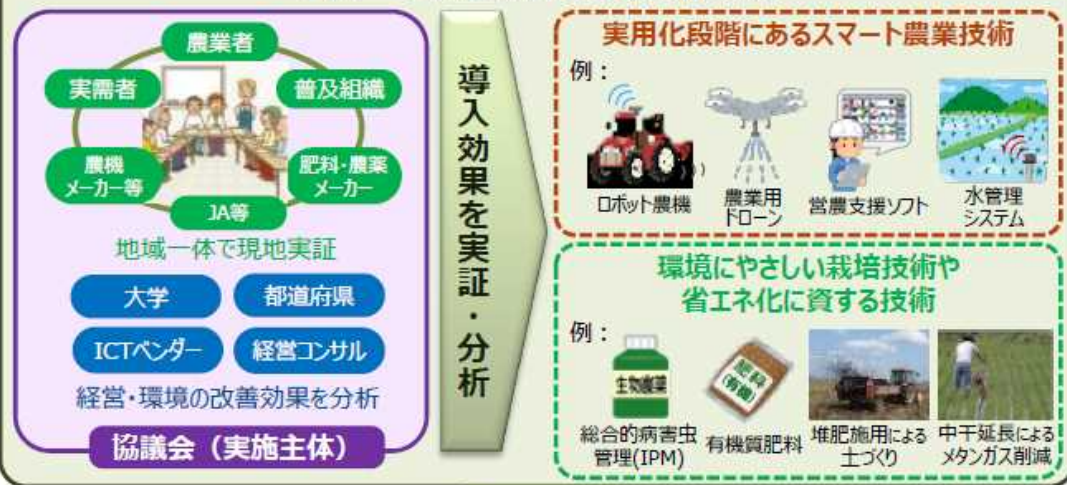 農業者
実需者
普及組織
農機
メーカー等
肥料・農薬
メーカー
JA等
地域一体で現地実証
大学
都道府県
ICTベンダー
経営コンサル
経営・環境の改善効果を分析
協議会（実施主体）
導入効果を実証・分析
実用化段階にあるスマート農業技術
例：
ロボット農機
農業用
ドローン
営農支援ソフト
水管理
システム
環境にやさしい栽培技術や
省エネ化に資する技術
例：
生物農薬
肥料
(有機)
総合的病害虫
管理(IPM)
有機質肥料
堆肥施用による
土づくり
中干延長による
メタンガス削減